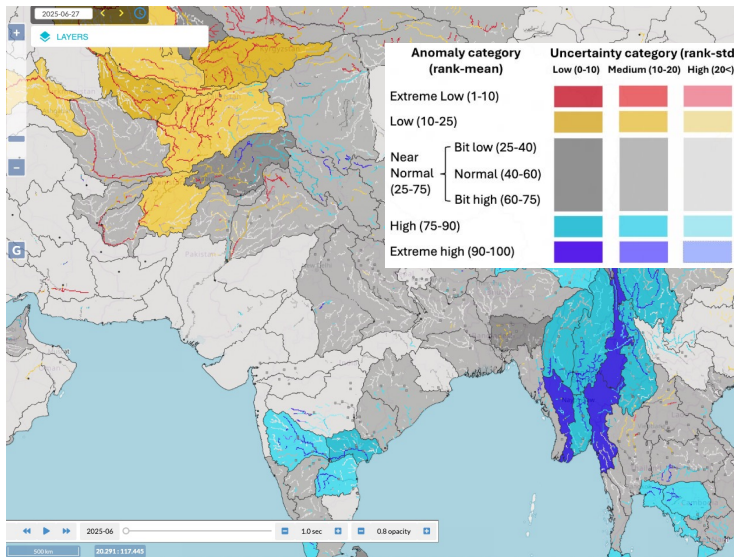 2025-06-27
LAYERS
Anomaly category
(rank-mean)
Uncertainty category (rank-std
Low (0-10) Medium (10-20) High (20<)
Extreme Low (1-10)
Low (10-25)
Near
Normal
(25-75)
Bit low (25-40)
Normal (40-60)
Bit high (60-75)
High (75-90)
Extreme high (90-100)
+
−
G
Pakistan
2025-06
1.0 sec
0.8 opacity
500 km
20.291 : 117.445